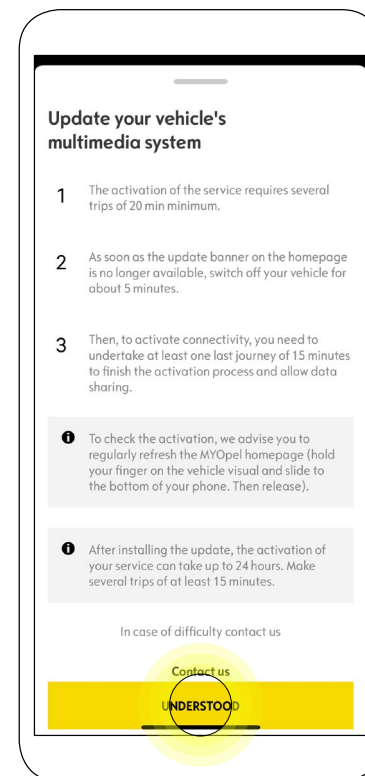 Update your vehicle's
multimedia system
1 The activation of the service requires several
trips of 20 min minimum.
2 As soon as the update banner on the homepage
is no longer available, switch off your vehicle for
about 5 minutes.
3 Then, to activate connectivity, you need to
undertake at least one last journey of 15 minutes
to finish the activation process and allow data
sharing.
To check the activation, we advise you to
regularly refresh the MYOpel homepage (hold
your finger on the vehicle visual and slide to
the bottom of your phone. Then release).
After installing the update, the activation of
your service can take up to 24 hours. Make
several trips of at least 15 minutes.
In case of difficulty contact us
Contact us
UNDERSTOOD